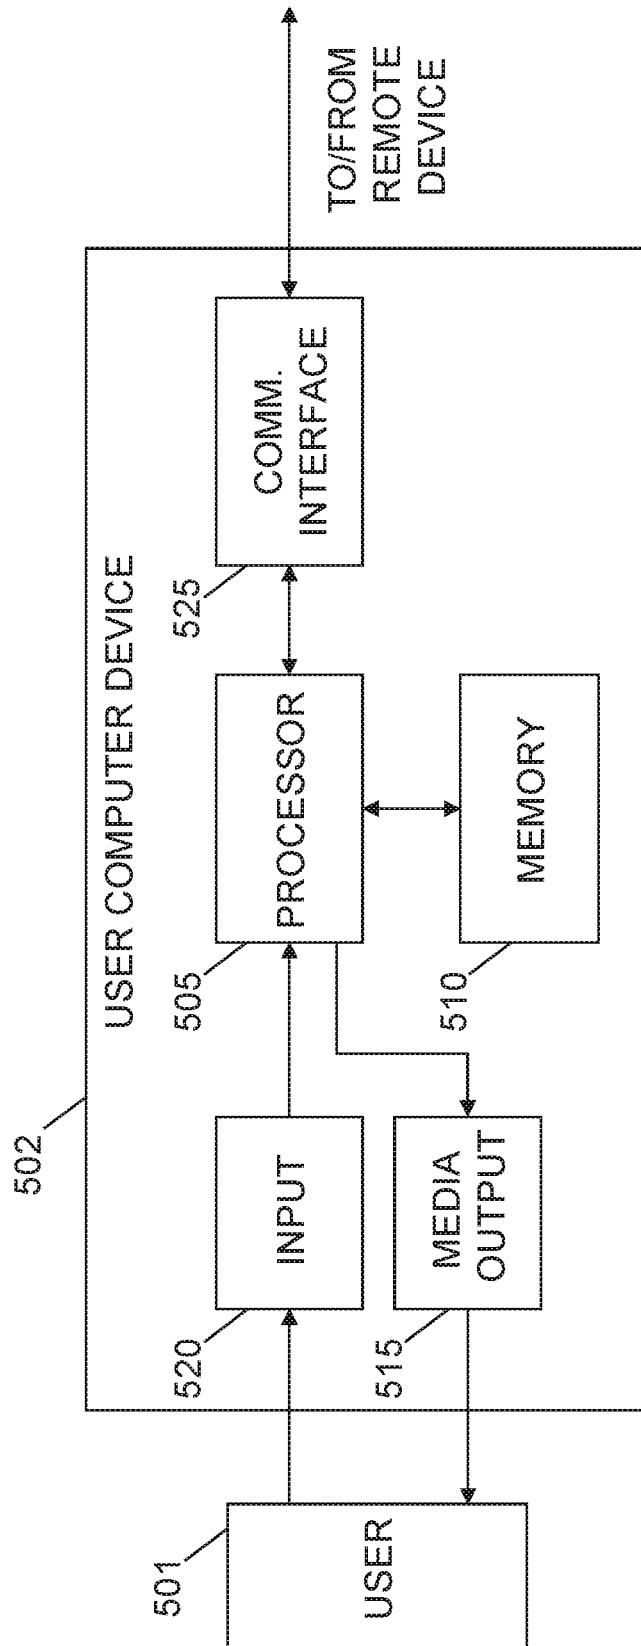 502
USER COMPUTER DEVICE
501
USER
520
INPUT
505
PROCESSOR
525
COMM.
INTERFACE
TO/FROM
REMOTE
DEVICE
515
MEDIA
OUTPUT
510
MEMORY